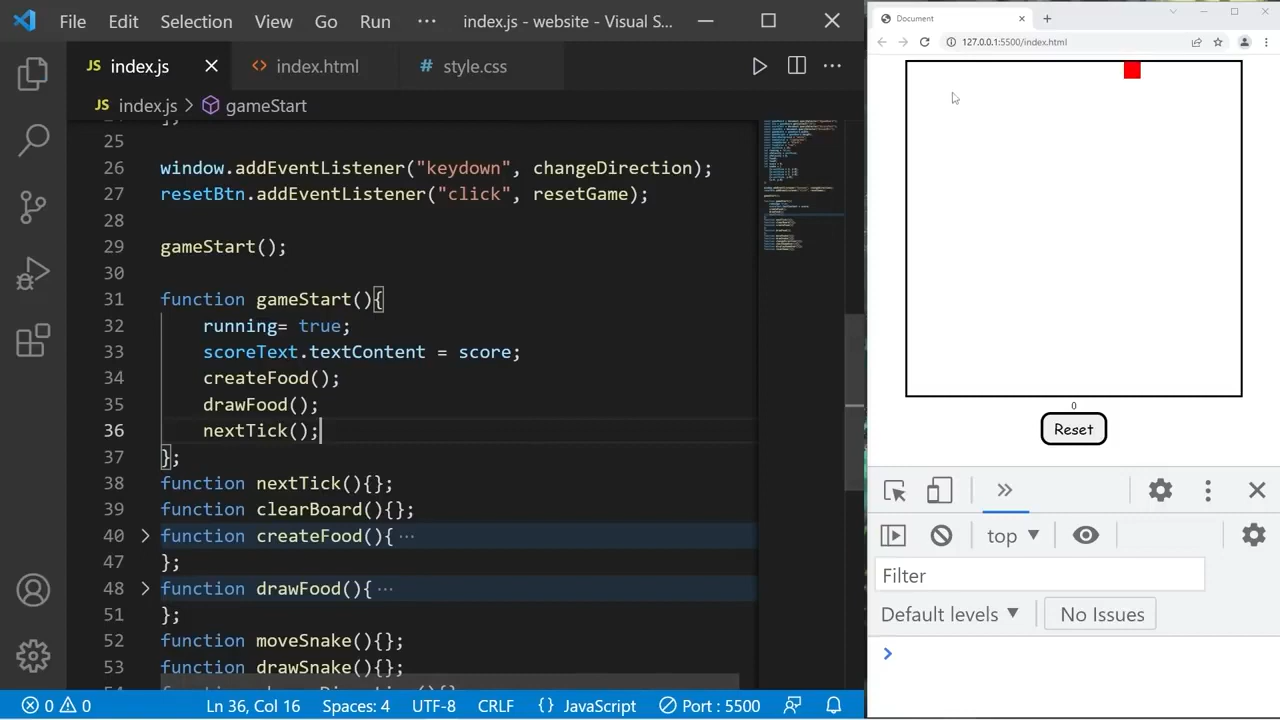 File Edit Selection View Go Run ··· index.js - website - Visual S...
JS index.js index.html # style.css
JS index.js > gameStart
25
26 window.addEventListener("keydown", changeDirection);
27 resetBtn.addEventListener("click", resetGame);
28
29 gameStart();
30
31 function gameStart(){
32 running= true;
33 scoreText.textContent = score;
34 createFood();
35 drawFood();
36 nextTick();
37 };
38 function nextTick(){};
39 function clearBoard(){};
40 function createFood(){ ···
47 };
48 function drawFood(){ ···
51 };
52 function moveSnake(){};
53 function drawSnake(){};
0 0 Ln 36, Col 16 Spaces: 4 UTF-8 CRLF {} JavaScript Port : 5500
Document
127.0.0.1:5500/index.html
0
Reset
top
Filter
Default levels No Issues